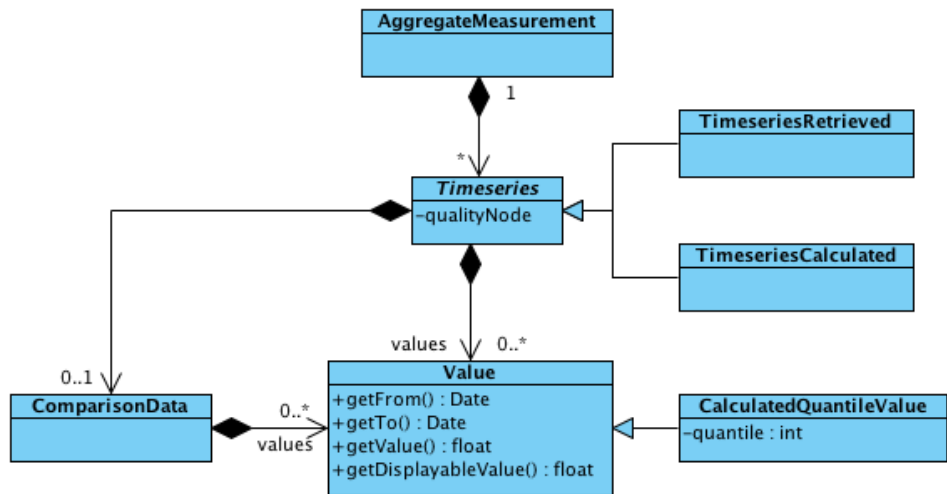 AggregateMeasurement
1
*
TimeseriesRetrieved
Timeseries
-qualityNode
TimeseriesCalculated
values 0..*
0..1
Value
+getFrom() : Date
+getTo() : Date
+getValue() : float
+getDisplayableValue() : float
ComparisonData
0..*
values
CalculatedQuantileValue
-quantile : int